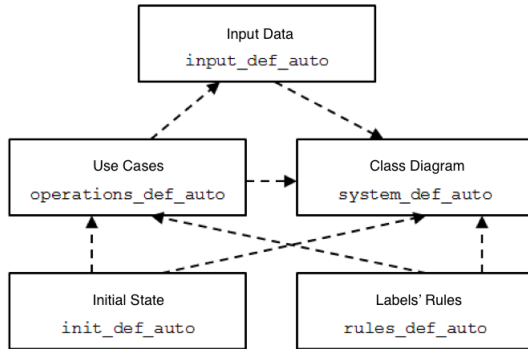 Input Data
input_def_auto
Use Cases
operations_def_auto
Class Diagram
system_def_auto
Initial State
init_def_auto
Labels' Rules
rules_def_auto